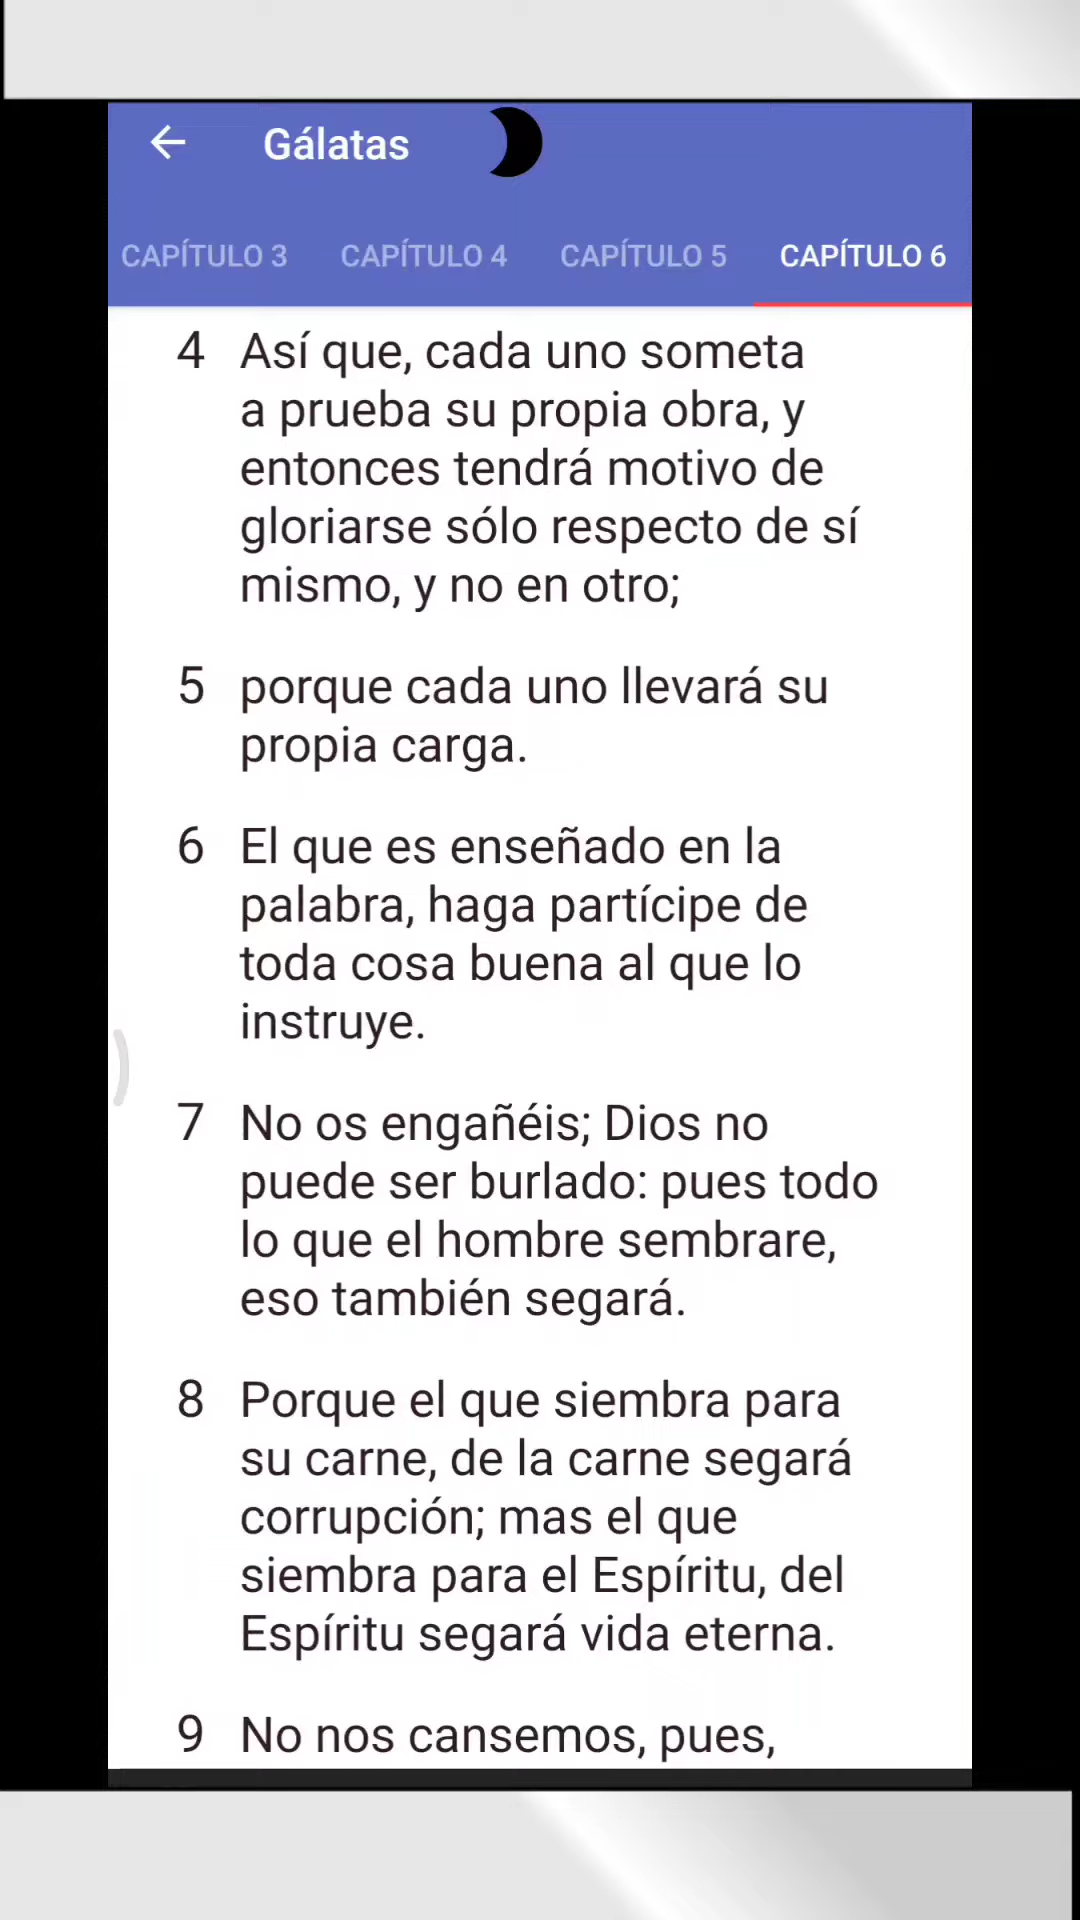 Gálatas
CAPÍTULO 3 CAPÍTULO 4 CAPÍTULO 5 CAPÍTULO 6
4 Así que, cada uno someta
a prueba su propia obra, y
entonces tendrá motivo de
gloriarse sólo respecto de sí
mismo, y no en otro;
5 porque cada uno llevará su
propia carga.
6 El que es enseñado en la
palabra, haga partícipe de
toda cosa buena al que lo
instruye.
7 No os engañéis; Dios no
puede ser burlado: pues todo
lo que el hombre sembrare,
eso también segará.
8 Porque el que siembra para
su carne, de la carne segará
corrupción; mas el que
siembra para el Espíritu, del
Espíritu segará vida eterna.
9 No nos cansemos, pues,